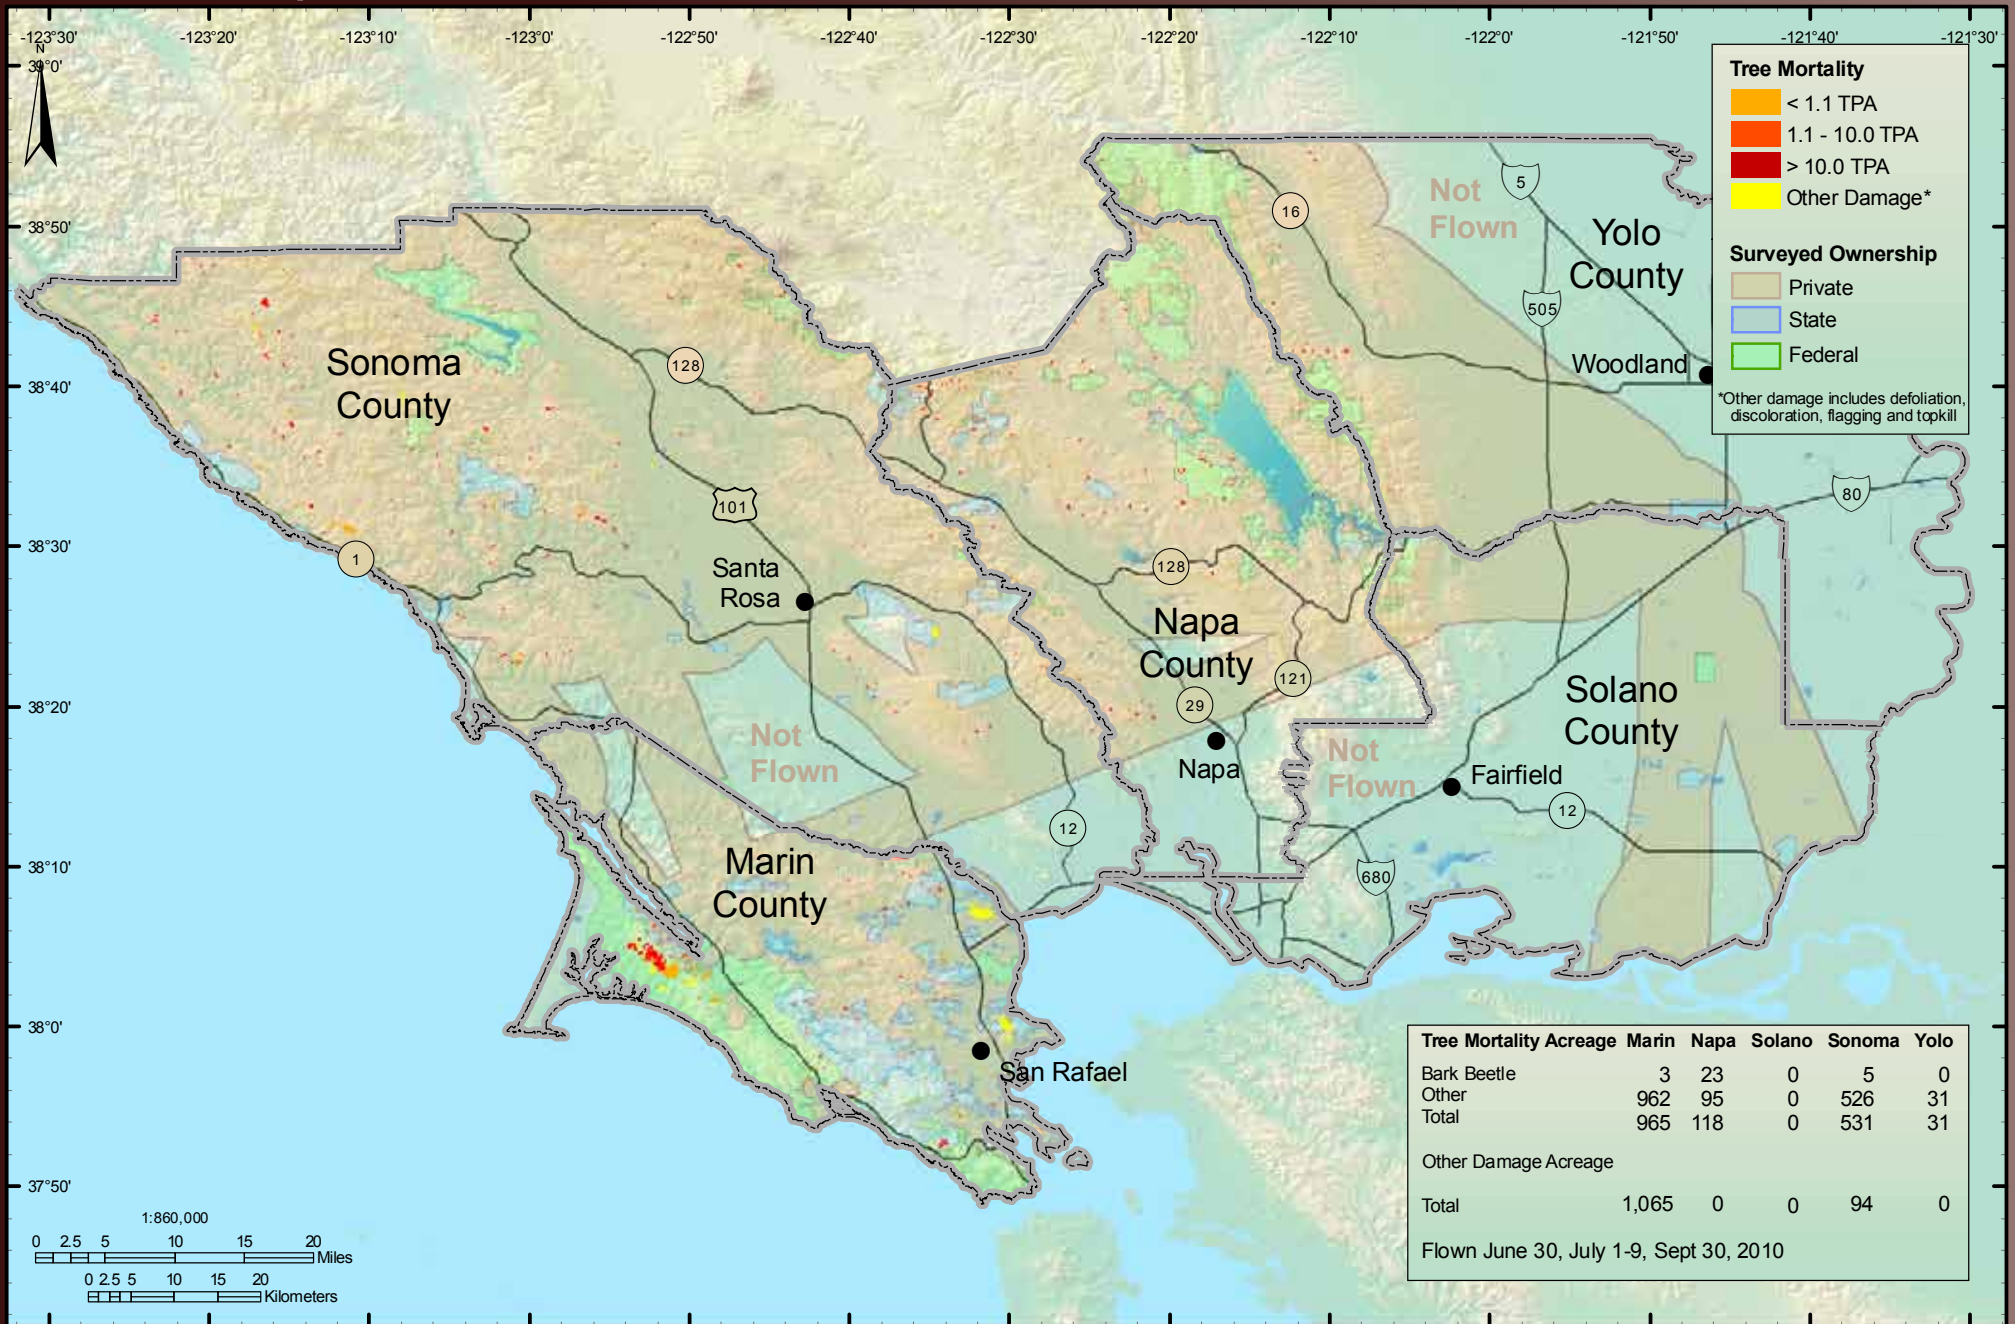 -123°30' -123°20' -123°10' -123°0' -122°50' -122°40' -122°30' -122°20' -122°10' -122°0' -121°50' -121°40' -121°30'
N
39°0'
38°50'
38°40'
38°30'
38°20'
38°10'
38°0'
37°50'
Tree Mortality
< 1.1 TPA
1.1 - 10.0 TPA
> 10.0 TPA
Other Damage*
Surveyed Ownership
Private
State
Federal
*Other damage includes defoliation,
discoloration, flagging and topkill
Not
Flown
5
16
Yolo
County
505
Woodland
80
Sonoma
County
128
101
1
Santa
Rosa
128
Napa
County
121
29
Napa
Not
Flown
12
Not
Flown
Solano
County
Fairfield
12
680
Marin
County
San Rafael
Tree Mortality Acreage Marin Napa Solano Sonoma Yolo
Bark Beetle 3 23 0 5 0
Other 962 95 0 526 31
Total 965 118 0 531 31
Other Damage Acreage
Total 1,065 0 0 94 0
Flown June 30, July 1-9, Sept 30, 2010
1:860,000
0 2.5 5 10 15 20
Miles
0 2.5 5 10 15 20
Kilometers